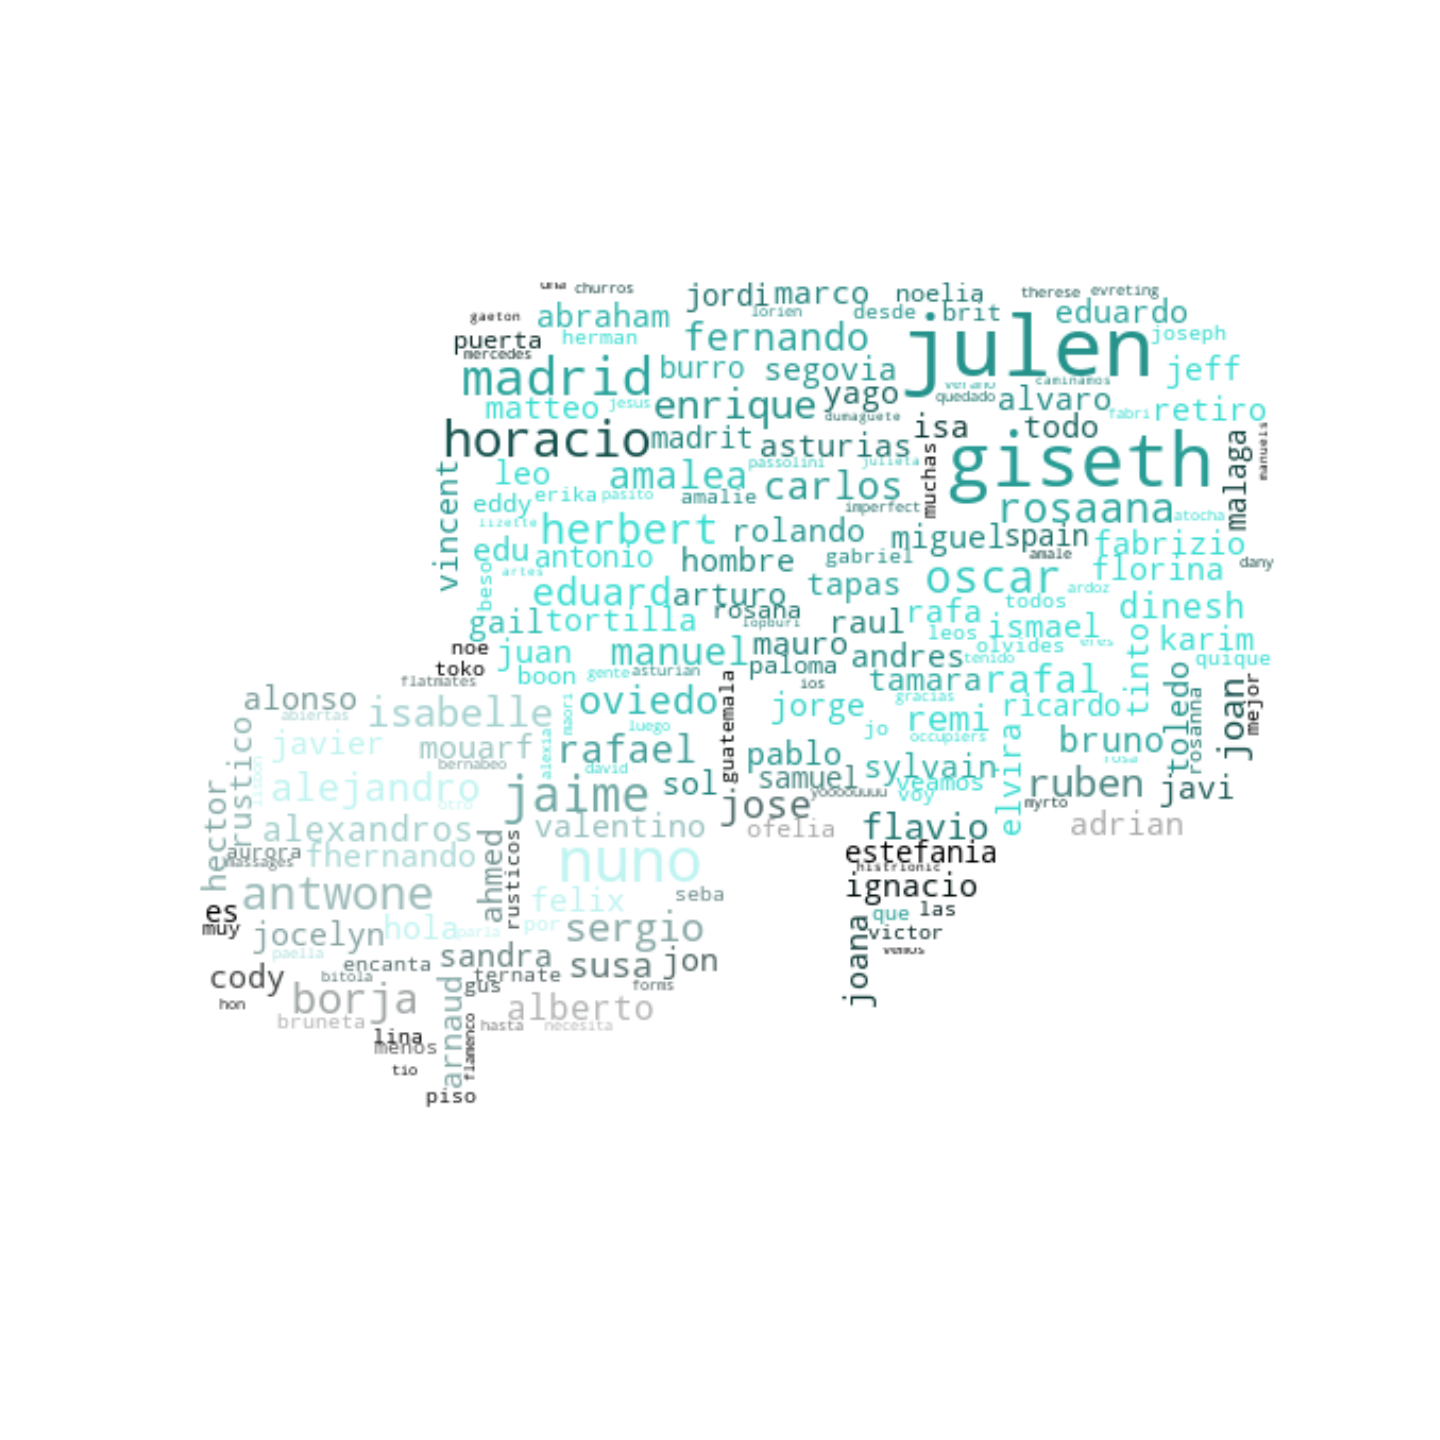 una
churros
jordi
marco
noelia
therese
evreting
gaeton
abraham
lorien
desde
brit
eduardo
puerta
herman
fernando
julen
joseph
mercedes
madrid
burro
segovia
verano
caminamos
jeff
matteo
jesus
enrique
yago
quedado
alvaro
fabri
retiro
horacio
madrit
dumaguete
asturias
isa
todo
malaga
manuels
vincent
leo
amalea
passolini
julieta
muchas
giseth
eddy
erika
pasito
amalie
carlos
imperfect
rosaana
atocha
lizette
herbert
rolando
miguel
spain
fabrizio
edu
antonio
hombre
gabriel
amale
dany
beso
artes
eduard
arturo
tapas
oscar
ardoz
florina
gail
tortilla
rosana
lopburi
raul
rafa
todos
dinesh
leos
ismael
noe
juan
manuel
mauro
andres
olvides
eres
tinto
karim
toko
boon
gente
asturian
paloma
tenido
quique
flatmates
ios
tamara
rafal
toledo
alonso
isabelle
maori
oviedo
guatemala
jorge
gracias
ricardo
rosanna
joan
mejor
abiertas
rustico
javier
mouarf
alexia
luego
jo
remi
occupiers
elvira
bruno
rosa
bernabeo
rafael
david
pablo
sylvain
lisbon
alejandro
otro
jaime
sol
samuel
yooouuuu
veamos
voy
ruben
javi
myrto
hector
alexandros
valentino
jose
ofelia
flavio
adrian
aurora
massages
fhernando
ahmed
rusticos
nuno
estefania
histrionic
antwone
felix
seba
ignacio
es
muy
jocelyn
hola
paria
por
sergio
que
las
joana
victor
paella
encanta
sandra
susa
jon
vemos
cody
bitola
ternate
gus
forms
hon
borja
arnaud
alberto
bruneta
hasta
necesita
lina
menos
flamenco
tio
piso